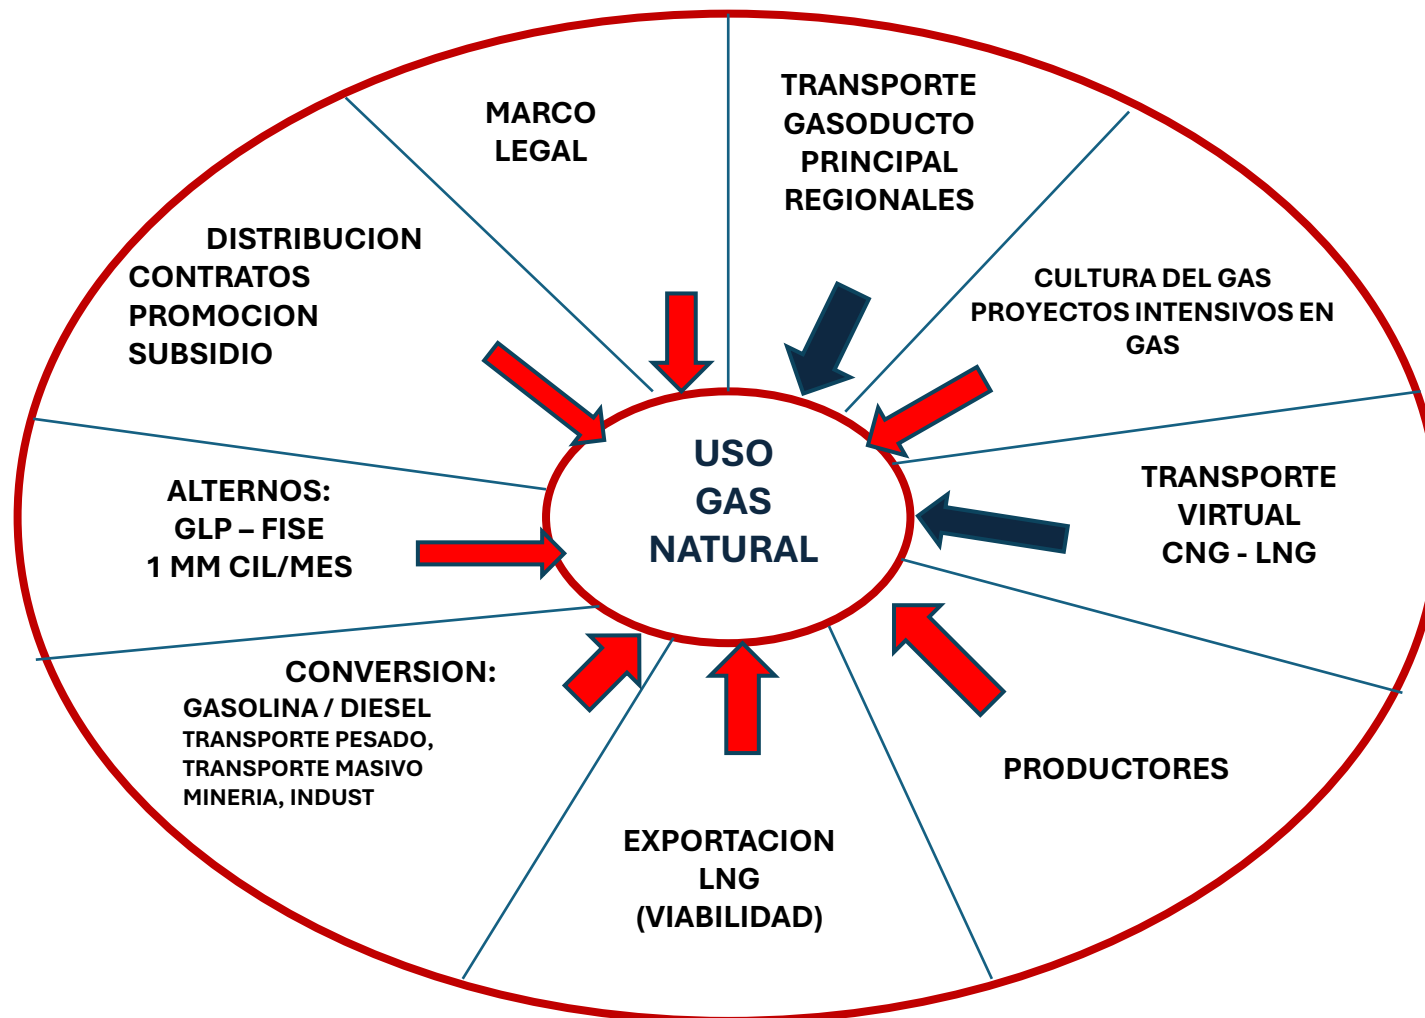 MARCO
LEGAL
TRANSPORTE
GASODUCTO
PRINCIPAL
REGIONALES
DISTRIBUCION
CONTRATOS
PROMOCION
SUBSIDIO
CULTURA DEL GAS
PROYECTOS INTENSIVOS EN
GAS
USO
GAS
NATURAL
ALTERNOS:
GLP – FISE
1 MM CIL/MES
TRANSPORTE
VIRTUAL
CNG - LNG
CONVERSION:
GASOLINA / DIESEL
TRANSPORTE PESADO,
TRANSPORTE MASIVO
MINERIA, INDUST
PRODUCTORES
EXPORTACION
LNG
(VIABILIDAD)